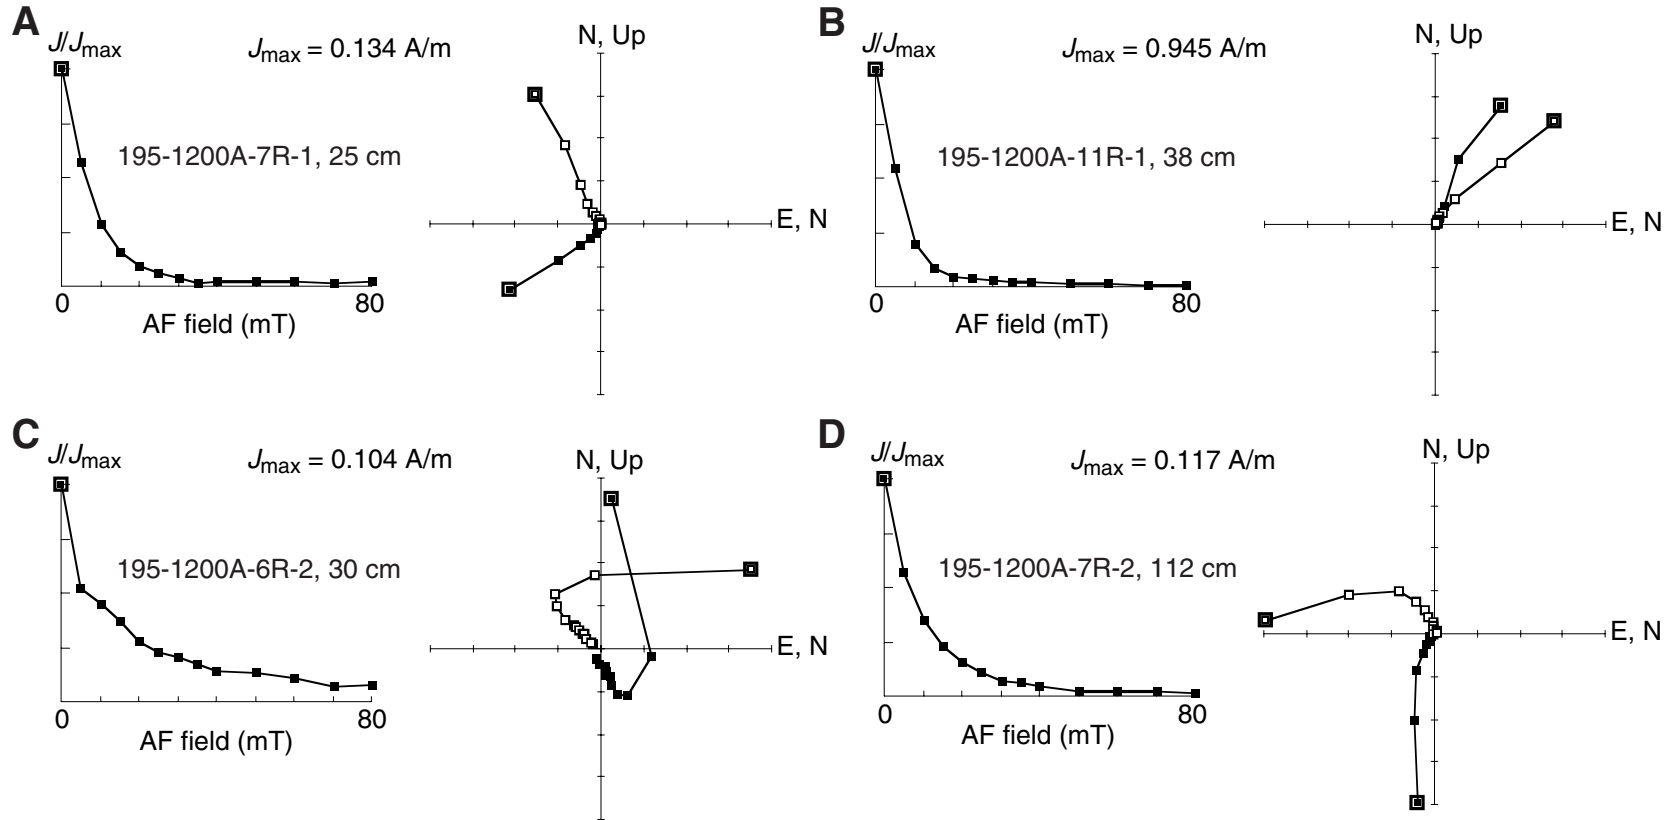 A
J/Jmax
Jmax = 0.134 A/m
N, Up
195-1200A-7R-1, 25 cm
E, N
0
80
AF field (mT)
B
J/Jmax
Jmax = 0.945 A/m
N, Up
195-1200A-11R-1, 38 cm
E, N
0
80
AF field (mT)
C
J/Jmax
Jmax = 0.104 A/m
N, Up
195-1200A-6R-2, 30 cm
E, N
0
80
AF field (mT)
D
J/Jmax
Jmax = 0.117 A/m
N, Up
195-1200A-7R-2, 112 cm
E, N
0
80
AF field (mT)